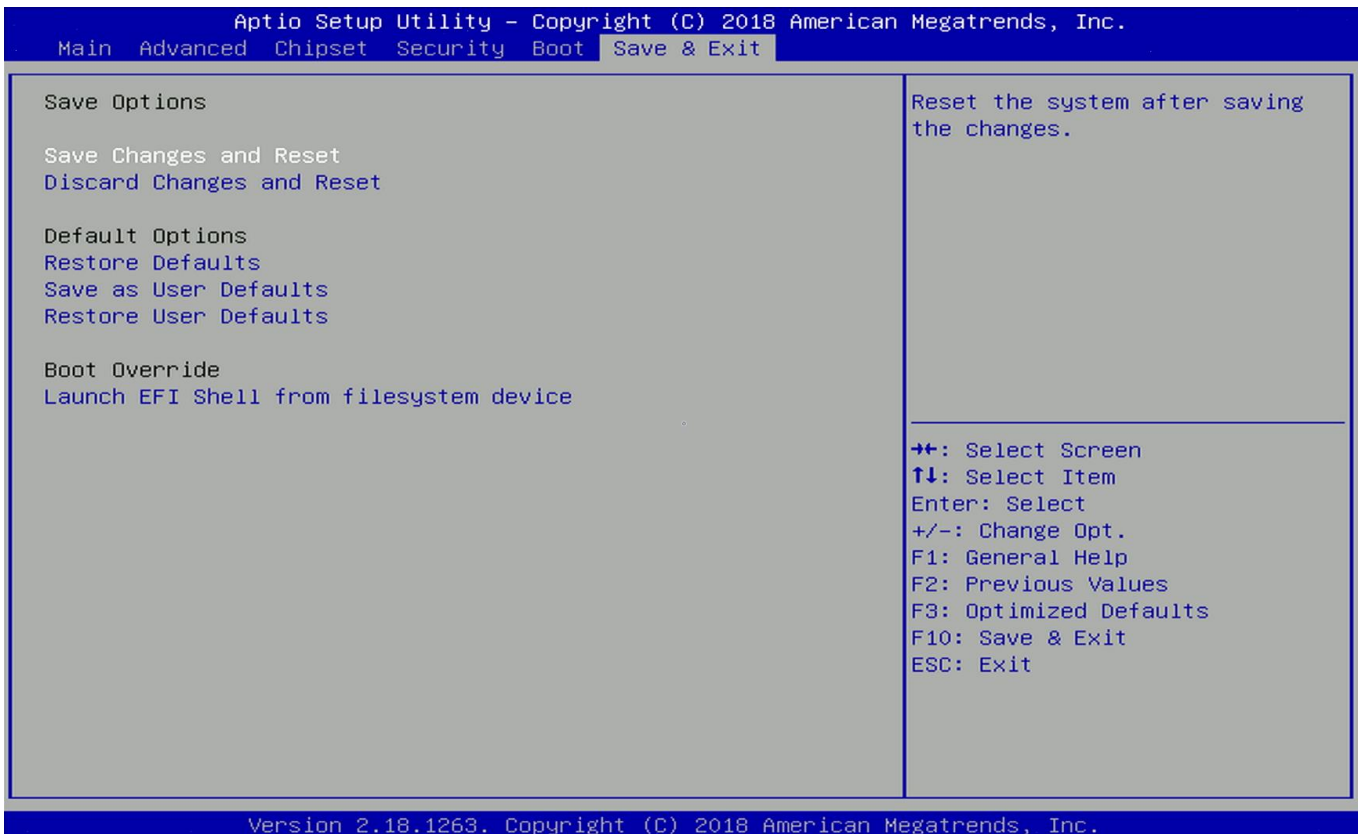 Aptio Setup Utility – Copyright (C) 2018 American Megatrends, Inc.
Main Advanced Chipset Security Boot Save & Exit
Save Options
Save Changes and Reset
Discard Changes and Reset
Default Options
Restore Defaults
Save as User Defaults
Restore User Defaults
Boot Override
Launch EFI Shell from filesystem device
Reset the system after saving
the changes.
→←: Select Screen
↑↓: Select Item
Enter: Select
+/-: Change Opt.
F1: General Help
F2: Previous Values
F3: Optimized Defaults
F10: Save & Exit
ESC: Exit
Version 2.18.1263. Copyright (C) 2018 American Megatrends, Inc.